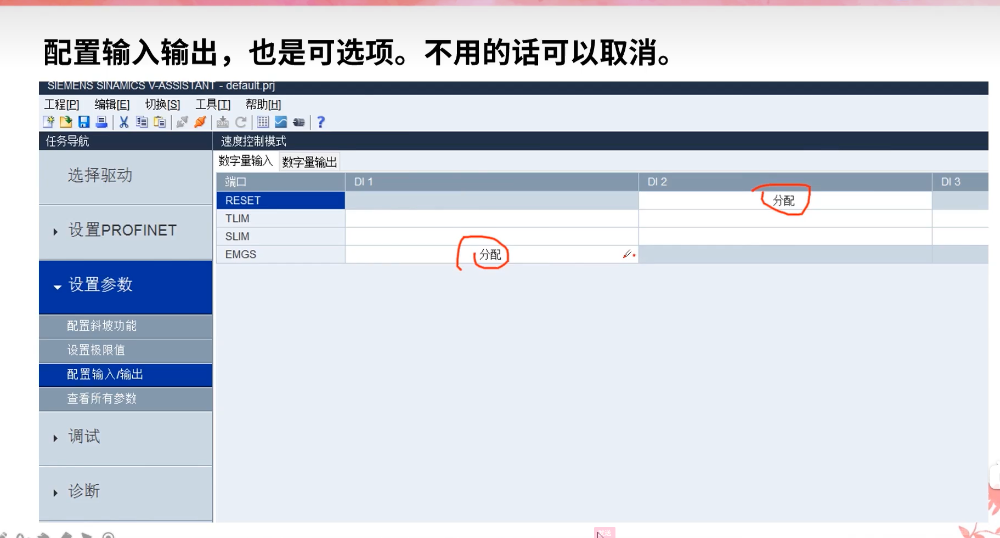 配置输入输出，也是可选项。不用的话可以取消。
SIEMENS SINAMICS V-ASSISTANT - default.prj
工程[P] 编辑[E] 切换[S] 工具[T] 帮助[H]
任务导航
速度控制模式
选择驱动
设置PROFINET
设置参数
配置斜坡功能
设置极限值
配置输入/输出
查看所有参数
调试
诊断
数字量输入 数字量输出
端口 DI 1 DI 2 DI 3
RESET 分配
TLIM
SLIM
EMGS 分配
发送